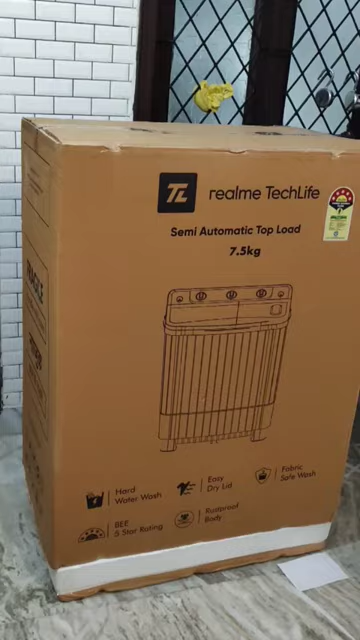 TL realme TechLife
Semi Automatic Top Load
7.5kg
Hard
Water Wash
Easy
Dry Lid
Fabric
Safe Wash
BEE
5 Star Rating
Rustproof
Body